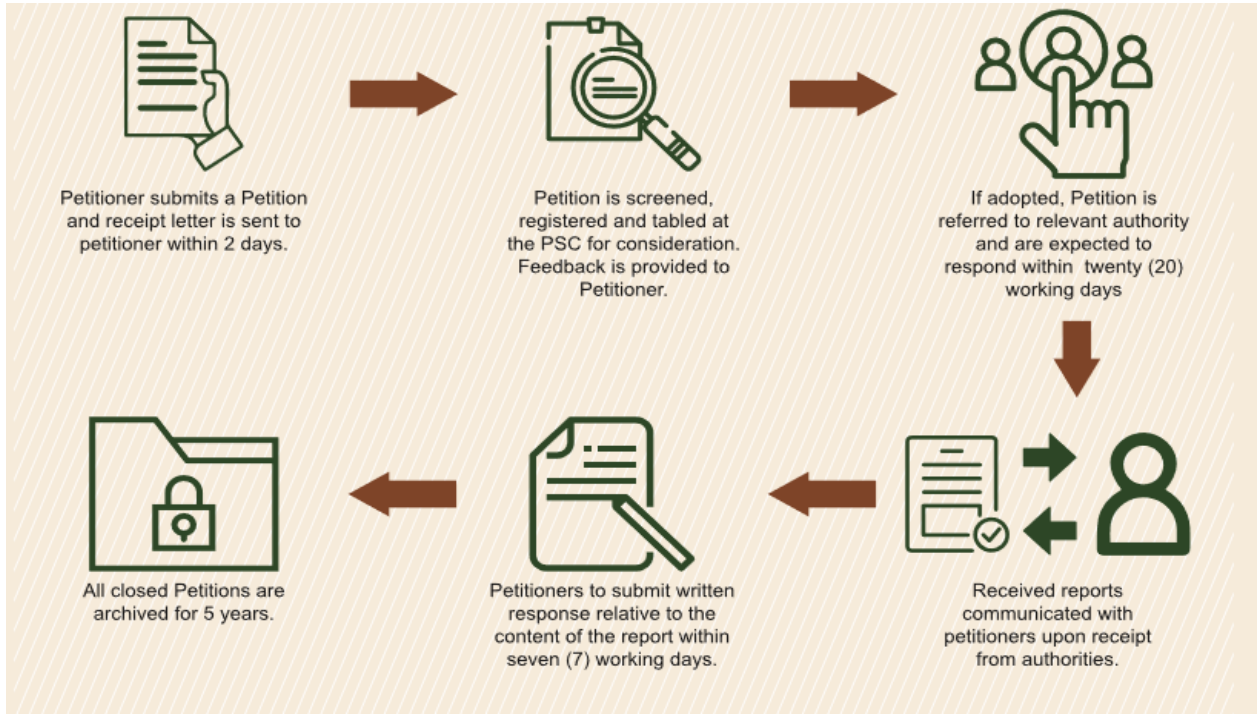 Petitioner submits a Petition
and receipt letter is sent to
petitioner within 2 days.
Petition is screened,
registered and tabled at
the PSC for consideration.
Feedback is provided to
Petitioner.
If adopted, Petition is
referred to relevant authority
and are expected to
respond within twenty (20)
working days
Received reports
communicated with
petitioners upon receipt
from authorities.
Petitioners to submit written
response relative to the
content of the report within
seven (7) working days.
All closed Petitions are
archived for 5 years.